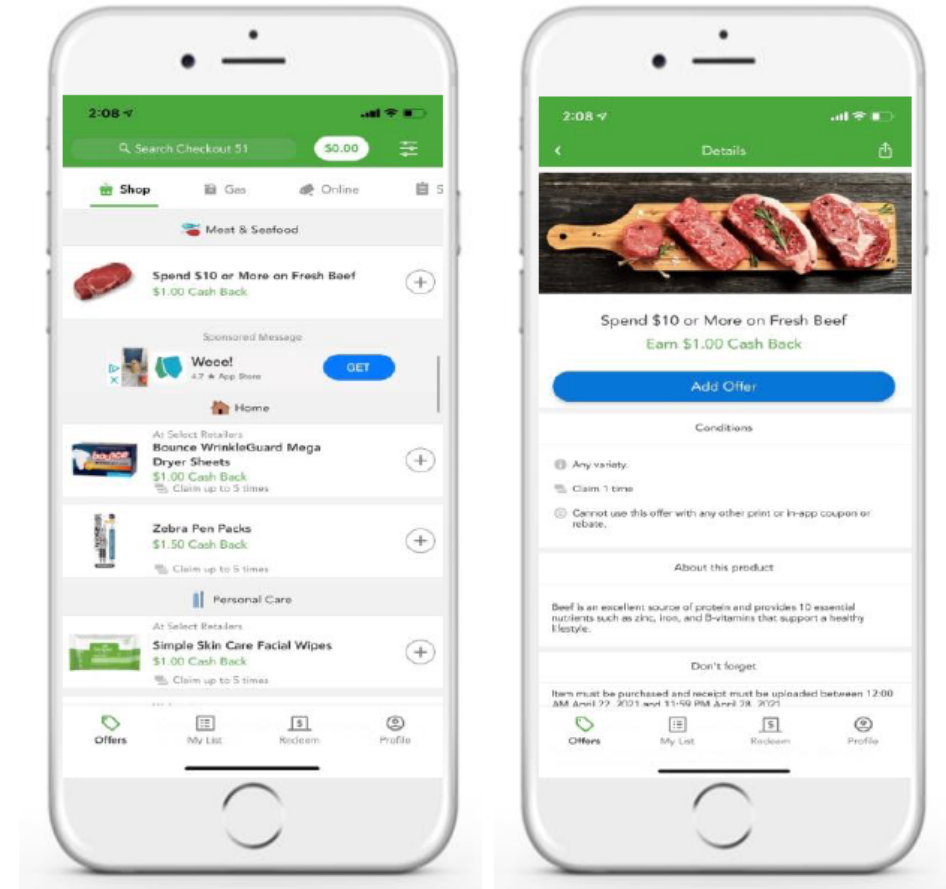 2:08
Search Checkout 51
$0.00
Shop
Gas
Online
S
Meat & Seafood
Spend $10 or More on Fresh Beef
$1.00 Cash Back
Sponsored Message
Weee!
4.7 ★ App Store
GET
Home
At Select Retailers
bounce
Bounce WrinkleGuard Mega
Dryer Sheets
$1.00 Cash Back
Claim up to 5 times
Zebra Pen Packs
$1.50 Cash Back
Claim up to 5 times
Personal Care
At Select Retailers
Simple Skin Care Facial Wipes
$1.00 Cash Back
Claim up to 5 times
Offers
My List
Redeem
Profile
2:08
Details
Spend $10 or More on Fresh Beef
Earn $1.00 Cash Back
Add Offer
Conditions
Any variety.
Claim 1 time
Cannot use this offer with any other print or in-app coupon or
rebate.
About this product
Beef is an excellent source of protein and provides 10 essential
nutrients such as zinc, iron, and B-vitamins that support a healthy
lifestyle.
Don't forget
Item must be purchased and receipt must be uploaded between 12:00
AM April 22, 2021 and 11:59 PM April 28, 2021
Offers
My List
Redeem
Profile